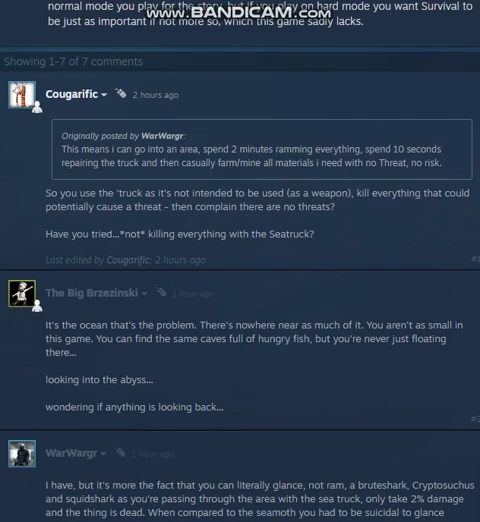 normal mode you play for the story, but if you play on hard mode you want Survival to
www.BANDICAM.com
be just as important if not more so, which this game sadly lacks.
Showing 1-7 of 7 comments
Cougarific 2 hours ago
Originally posted by WarWargr:
This means i can go into an area, spend 2 minutes ramming everything, spend 10 seconds
repairing the truck and then casually farm/mine all materials i need with no Threat, no risk.
So you use the 'truck as it's not intended to be used (as a weapon), kill everything that could
potentially cause a threat - then complain there are no threats?
Have you tried...*not* killing everything with the Seatruck?
Last edited by Cougarific; 2 hours ago
#1
The Big Brzezinski 1 hour ago
It's the ocean that's the problem. There's nowhere near as much of it. You aren't as small in
this game. You can find the same caves full of hungry fish, but you're never just floating
there...
looking into the abyss...
wondering if anything is looking back...
#2
WarWargr 1 hour ago
I have, but it's more the fact that you can literally glance, not ram, a bruteshark, Cryptosuchus
and squidshark as you're passing through the area with the sea truck, only take 2% damage
and the thing is dead. When compared to the seamoth you had to be suicidal to glance